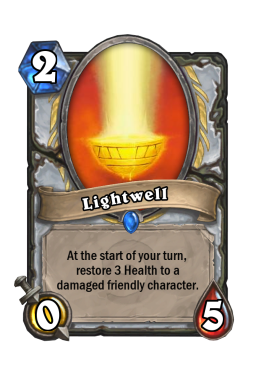 2
Lightwell
At the start of your turn,
restore 3 Health to a
damaged friendly character.
0
5